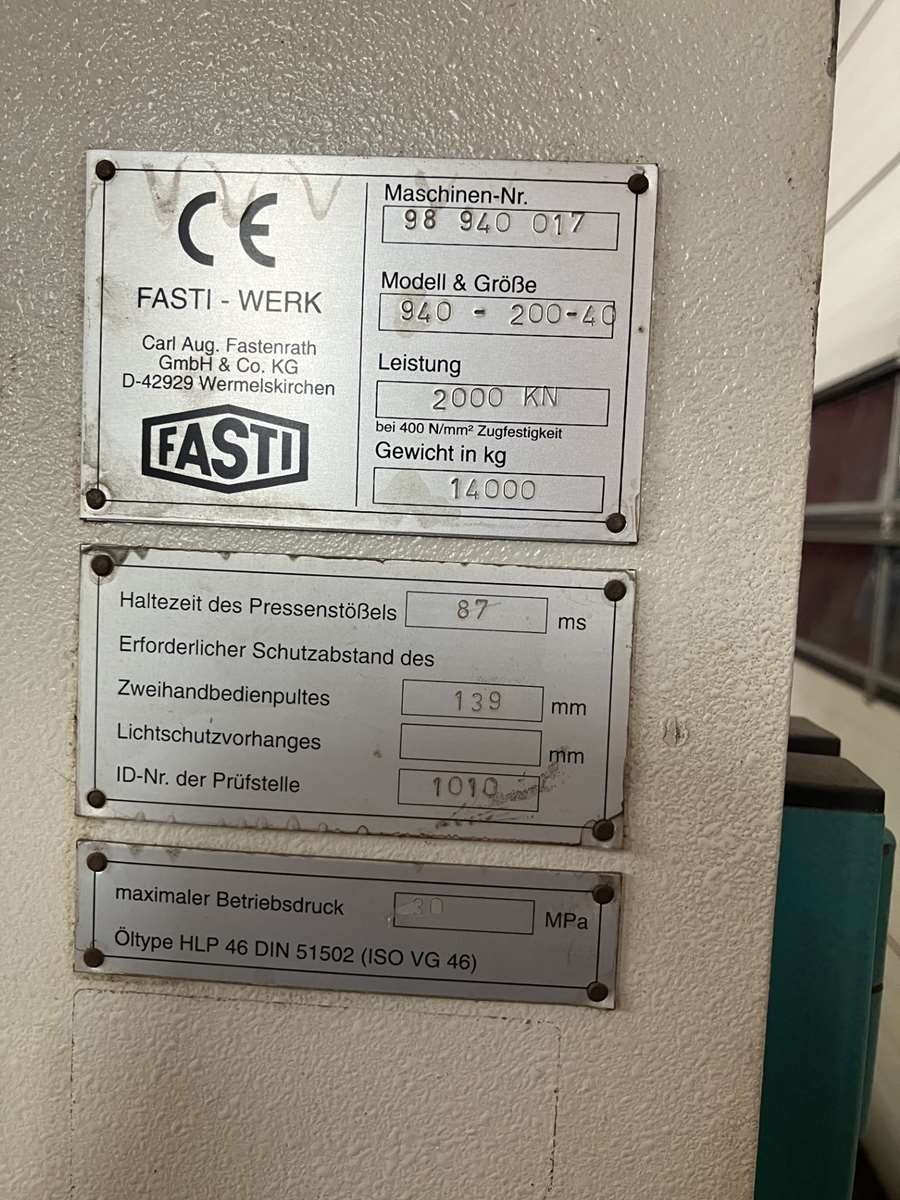 CE
FASTI - WERK
Carl Aug. Fastenrath
GmbH & Co. KG
D-42929 Wermelskirchen
FASTI
Maschinen-Nr.
98 940 017
Modell & Größe
940 - 200-40
Leistung
2000 KN
bei 400 N/mm² Zugfestigkeit
Gewicht in kg
14000
Haltezeit des Pressenstößels 87 ms
Erforderlicher Schutzabstand des
Zweihandbedienpultes 139 mm
Lichtschutzvorhanges mm
ID-Nr. der Prüfstelle 1010
maximaler Betriebsdruck 30 MPa
Öltype HLP 46 DIN 51502 (ISO VG 46)